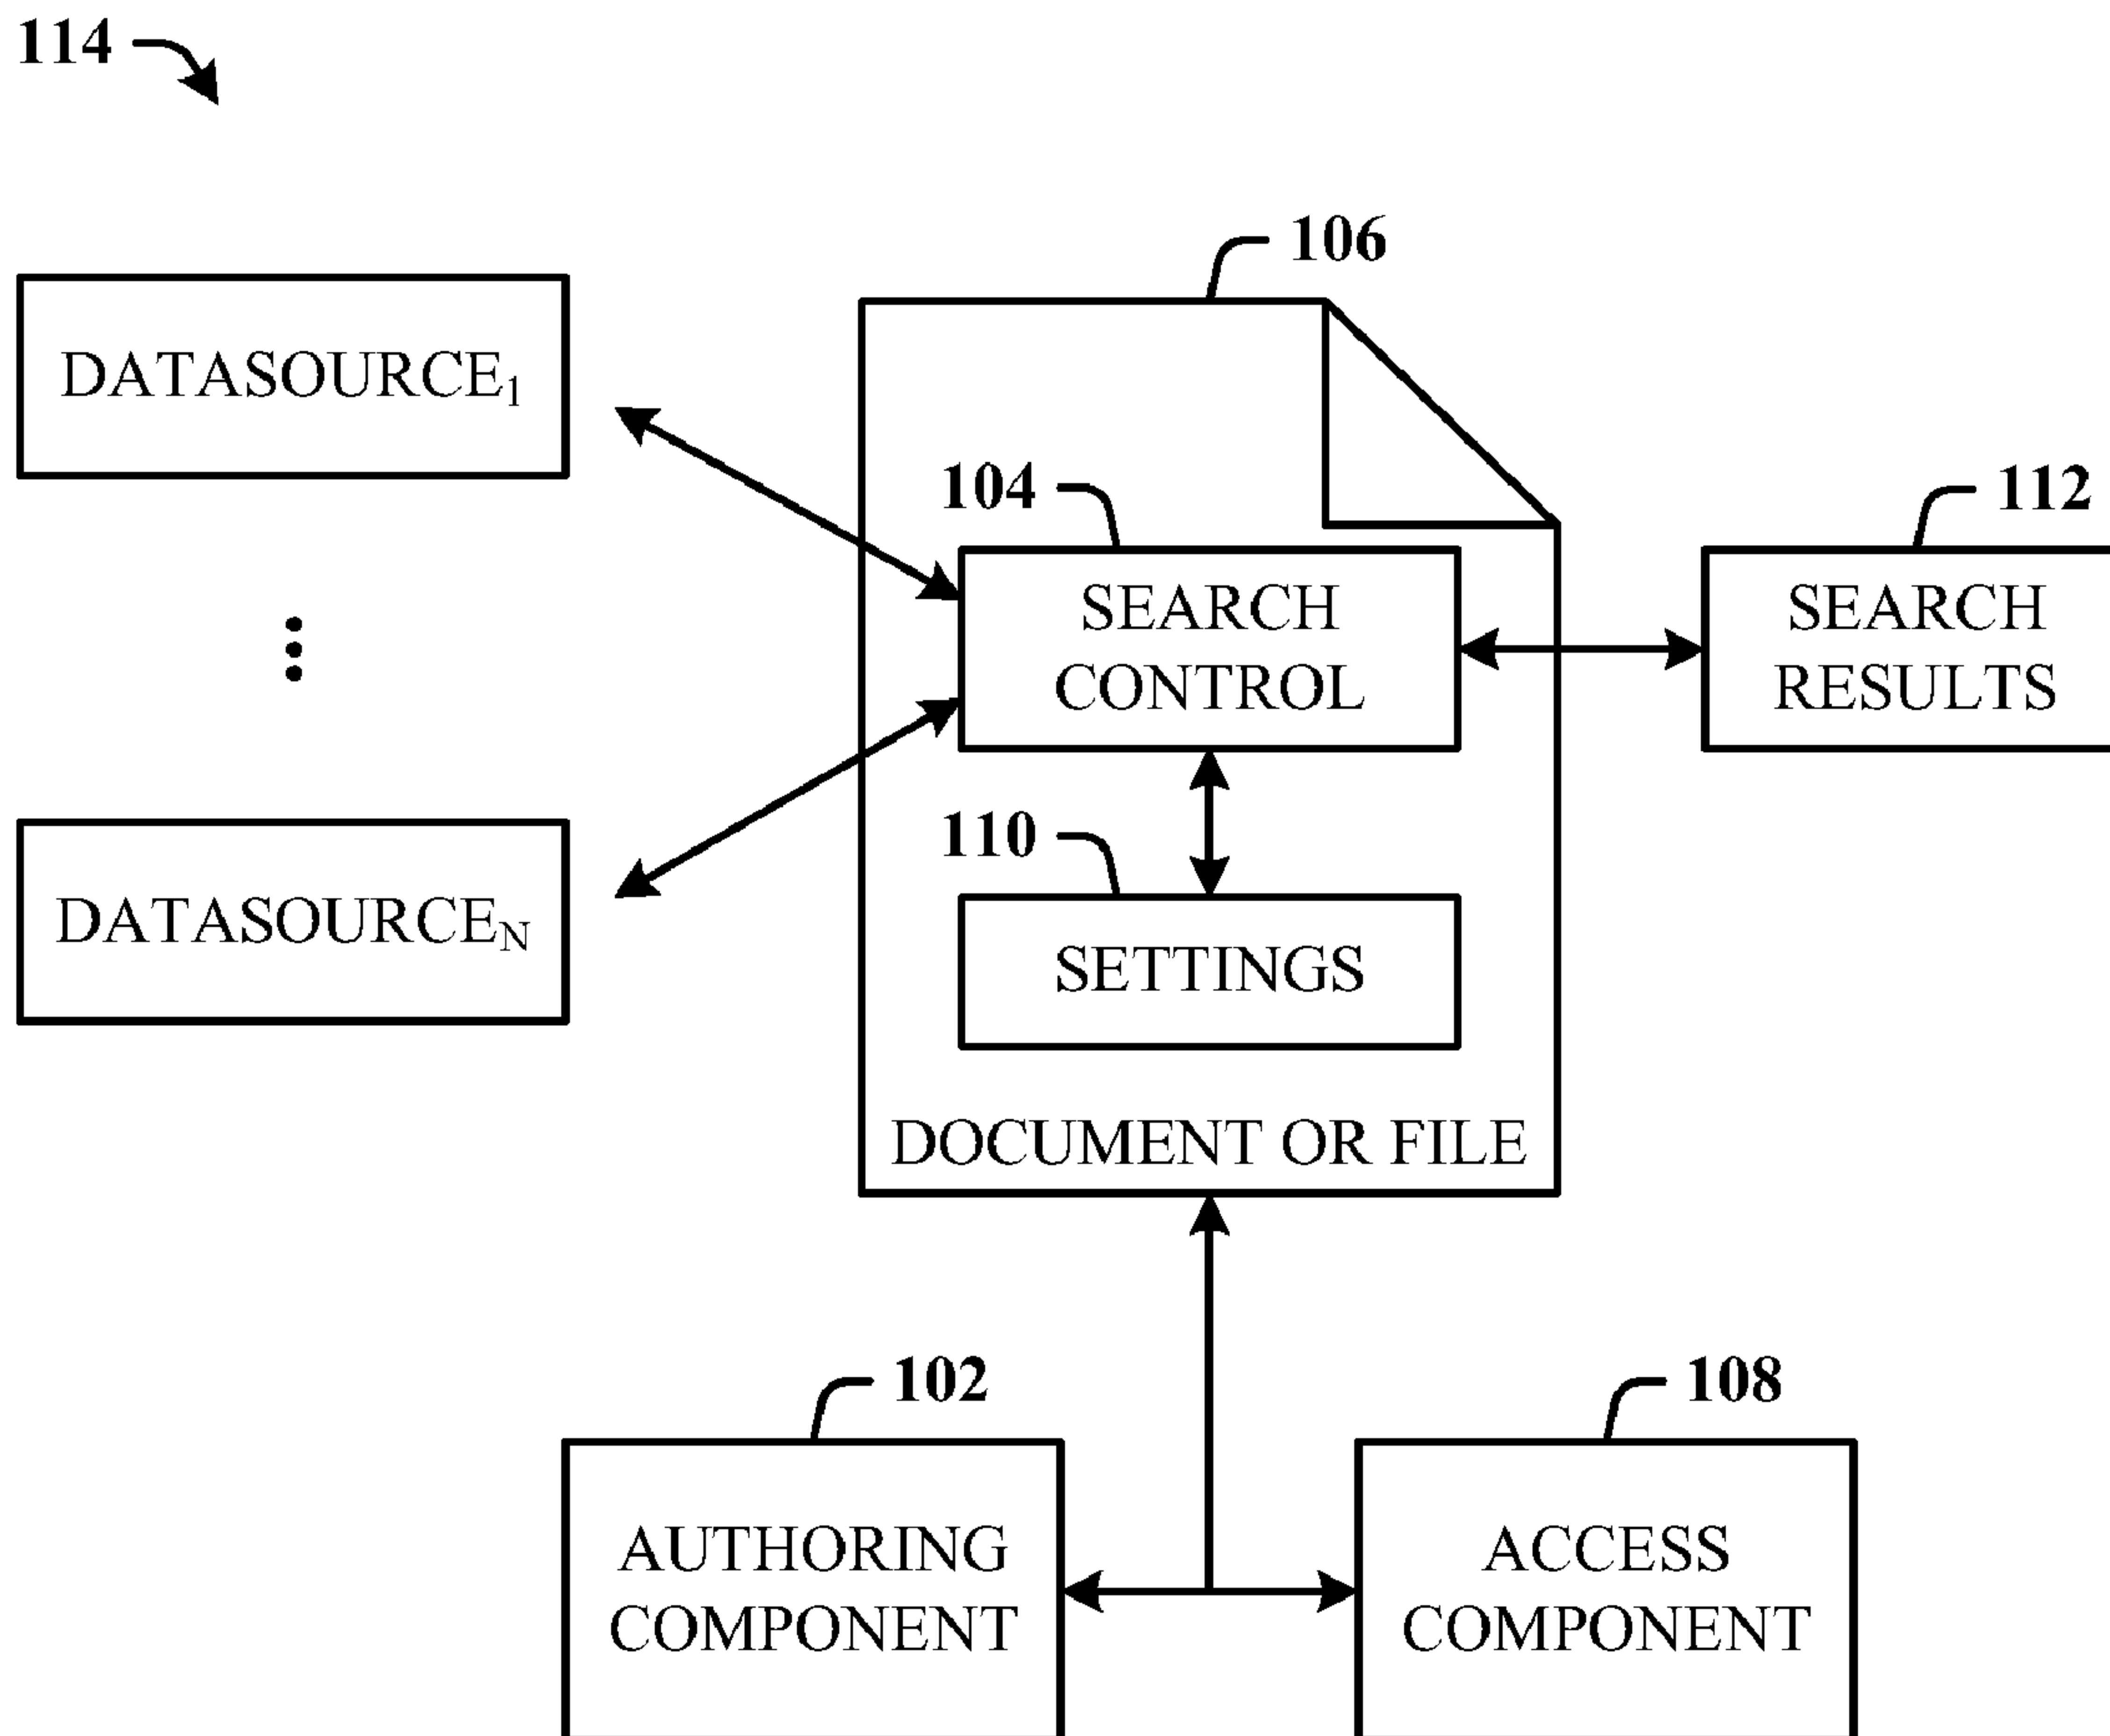 114
106
DATASOURCE1
104
112
SEARCH
CONTROL
SEARCH
RESULTS
110
DATASOURCEN
SETTINGS
DOCUMENT OR FILE
102
108
AUTHORING
COMPONENT
ACCESS
COMPONENT